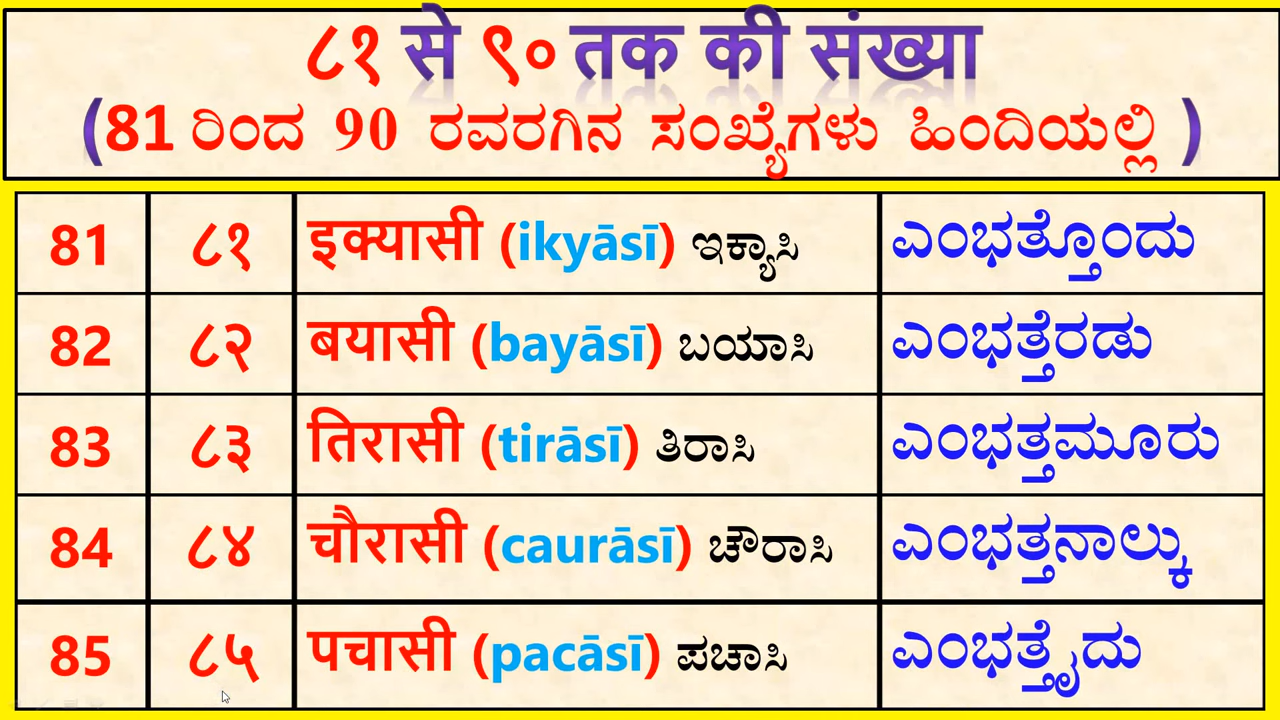 ८१ से ९० तक की संख्या
(81 ರಿಂದ 90 ರವರಗಿನ ಸಂಖ್ಯೆಗಳು ಹಿಂದಿಯಲ್ಲಿ )
81 ८१ इक्यासी (ikyāsī) ಇಕ್ಯಾಸಿ ಎಂಭತ್ತೊಂದು
82 ८२ बयासी (bayāsī) ಬಯಾಸಿ ಎಂಭತ್ತೆರಡು
83 ८३ तिरासी (tirāsī) ತಿರಾಸಿ ಎಂಭತ್ತಮೂರು
84 ८४ चौरासी (caurāsī) ಚೌರಾಸಿ ಎಂಭತ್ತನಾಲ್ಕು
85 ८५ पचासी (pacāsī) ಪಚಾಸಿ ಎಂಭತ್ತೈದು